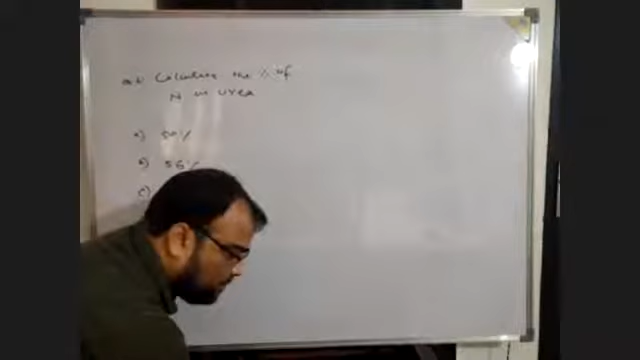 Calculate the % of
N in urea
a) 50%
b) 56%
c)